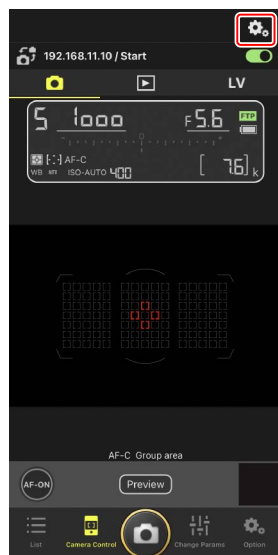 192.168.11.10 / Start
LV
S 1000 F 5.6 FTP
[·:·] AF-C
WB ISO-AUTO 400 [ 7.6] k
AF-C Group area
AF-ON Preview
List Camera Control Change Params Option